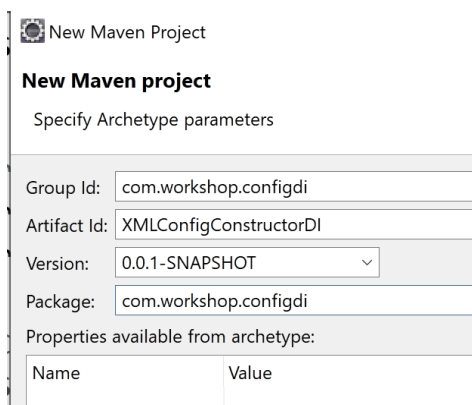 New Maven Project
New Maven project
Specify Archetype parameters
Group Id: com.workshop.configdi
Artifact Id: XMLConfigConstructorDI
Version: 0.0.1-SNAPSHOT
Package: com.workshop.configdi
Properties available from archetype:
Name Value